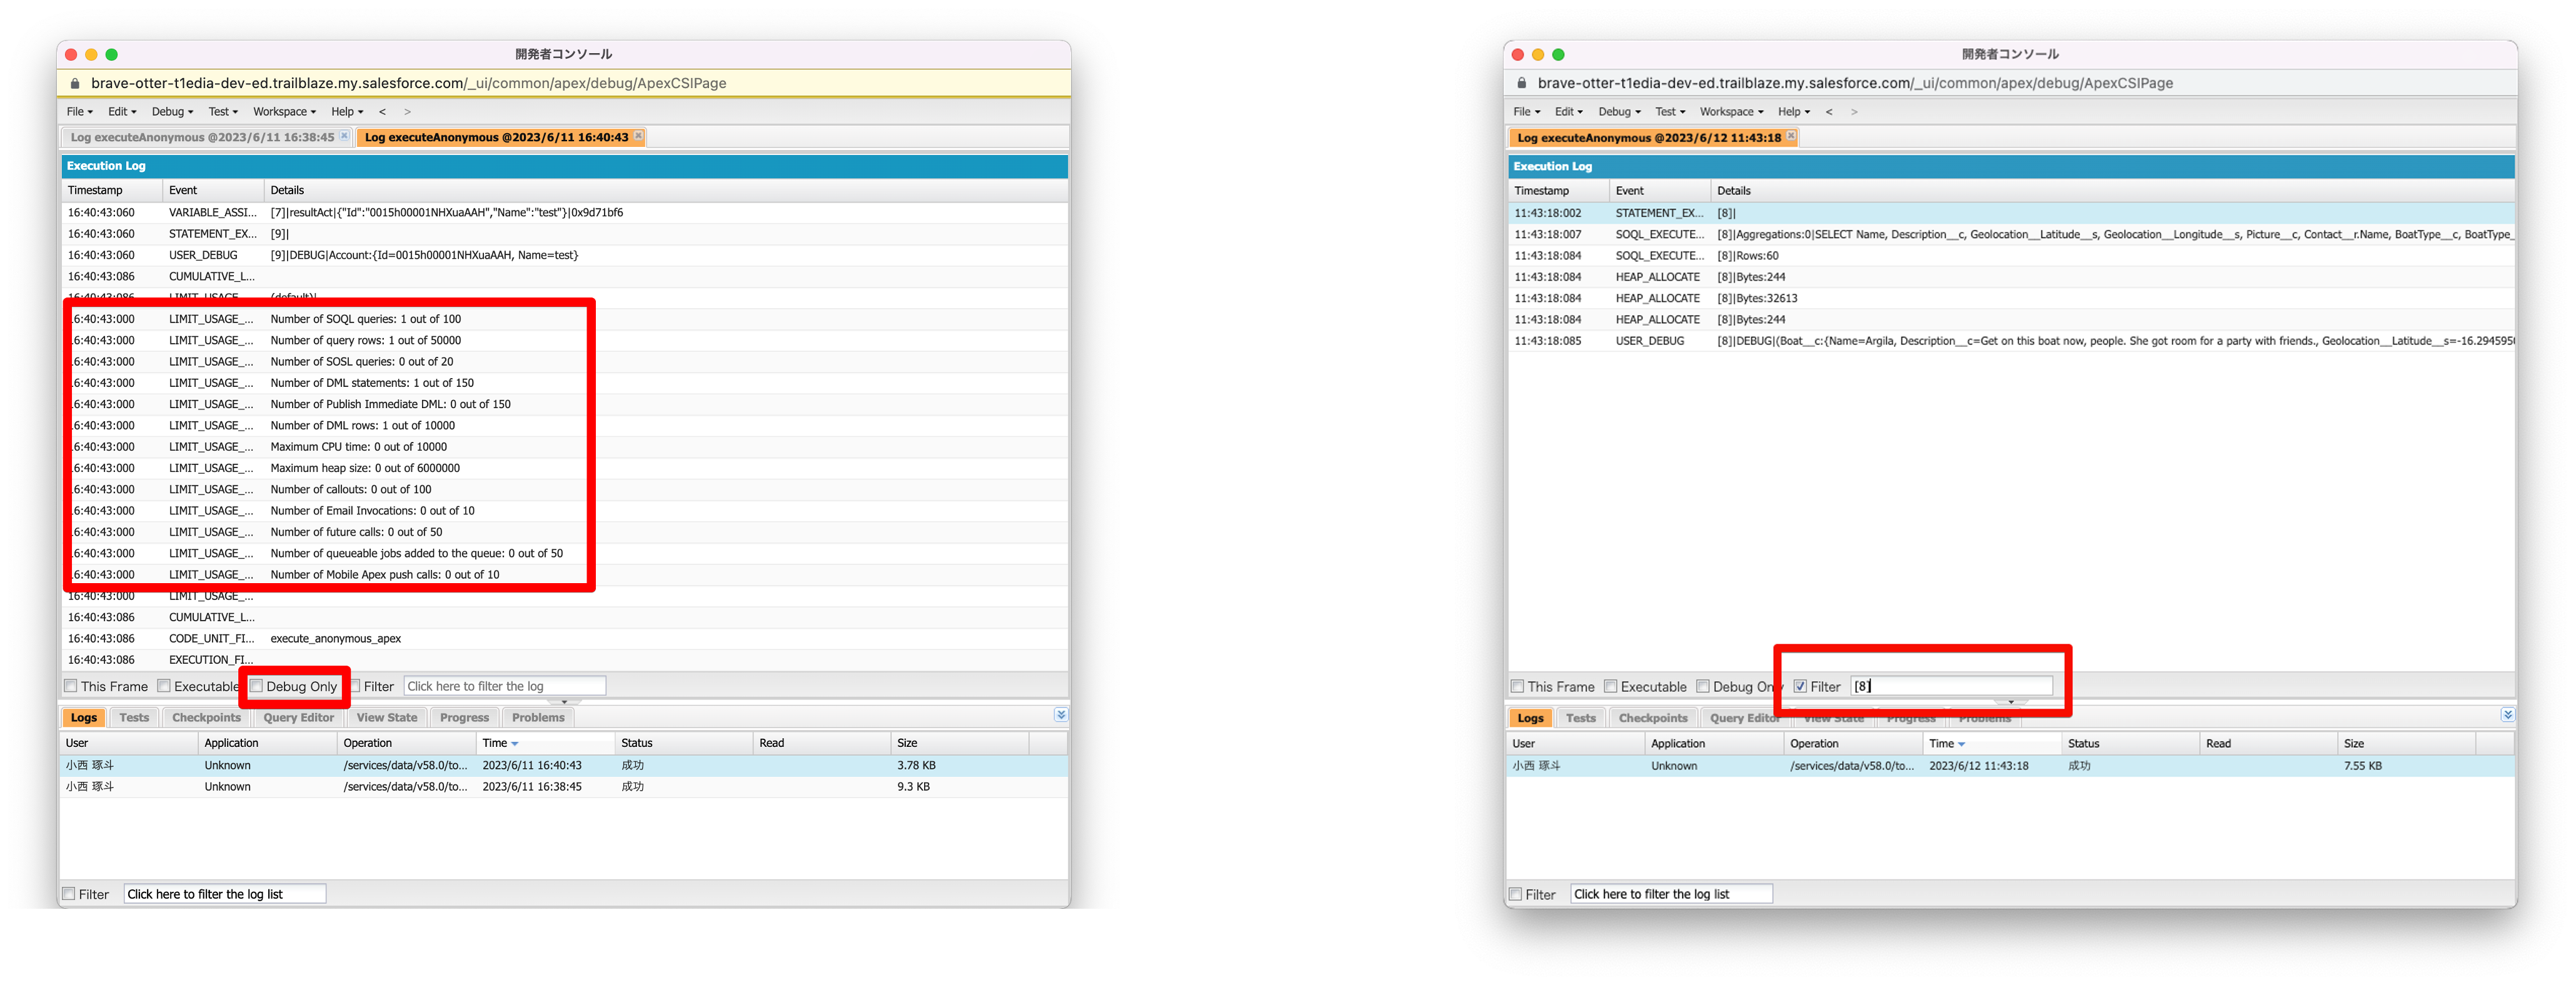 開発者コンソール
brave-otter-t1edia-dev-ed.trailblaze.my.salesforce.com/_ui/common/apex/debug/ApexCSIPage
File Edit Debug Test Workspace Help < >
Log executeAnonymous @2023/6/11 16:38:45 Log executeAnonymous @2023/6/11 16:40:43
Execution Log
Timestamp Event Details
16:40:43:060 VARIABLE_ASSI... [7]|resultAct|{"Id":"0015h00001NHXuaAAH","Name":"test"}|0x9d71bf6
16:40:43:060 STATEMENT_EX... [9]|
16:40:43:060 USER_DEBUG [9]|DEBUG|Account:{Id=0015h00001NHXuaAAH, Name=test}
16:40:43:086 CUMULATIVE_L...
16:40:43:086 LIMIT_USAGE (default)|
6:40:43:000 LIMIT_USAGE_... Number of SOQL queries: 1 out of 100
6:40:43:000 LIMIT_USAGE_... Number of query rows: 1 out of 50000
6:40:43:000 LIMIT_USAGE_... Number of SOSL queries: 0 out of 20
6:40:43:000 LIMIT_USAGE_... Number of DML statements: 1 out of 150
6:40:43:000 LIMIT_USAGE_... Number of Publish Immediate DML: 0 out of 150
6:40:43:000 LIMIT_USAGE_... Number of DML rows: 1 out of 10000
6:40:43:000 LIMIT_USAGE_... Maximum CPU time: 0 out of 10000
6:40:43:000 LIMIT_USAGE_... Maximum heap size: 0 out of 6000000
6:40:43:000 LIMIT_USAGE_... Number of callouts: 0 out of 100
6:40:43:000 LIMIT_USAGE_... Number of Email Invocations: 0 out of 10
6:40:43:000 LIMIT_USAGE_... Number of future calls: 0 out of 50
6:40:43:000 LIMIT_USAGE_... Number of queueable jobs added to the queue: 0 out of 50
6:40:43:000 LIMIT_USAGE_... Number of Mobile Apex push calls: 0 out of 10
16:40:43:000 LIMIT_USAGE_...
16:40:43:086 CUMULATIVE_L...
16:40:43:086 CODE_UNIT_FI... execute_anonymous_apex
16:40:43:086 EXECUTION_FI...
This Frame Executable Debug Only Filter Click here to filter the log
Logs Tests Checkpoints Query Editor View State Progress Problems
User Application Operation Time Status Read Size
小西 琢斗 Unknown /services/data/v58.0/to... 2023/6/11 16:40:43 成功 3.78 KB
小西 琢斗 Unknown /services/data/v58.0/to... 2023/6/11 16:38:45 成功 9.3 KB
Filter Click here to filter the log list
開発者コンソール
brave-otter-t1edia-dev-ed.trailblaze.my.salesforce.com/_ui/common/apex/debug/ApexCSIPage
File Edit Debug Test Workspace Help < >
Log executeAnonymous @2023/6/12 11:43:18
Execution Log
Timestamp Event Details
11:43:18:002 STATEMENT_EX... [8]|
11:43:18:007 SOQL_EXECUTE... [8]|Aggregations:0|SELECT Name, Description__c, Geolocation__Latitude__s, Geolocation__Longitude__s, Picture__c, Contact__r.Name, BoatType__c, BoatType_
11:43:18:084 SOQL_EXECUTE... [8]|Rows:60
11:43:18:084 HEAP_ALLOCATE [8]|Bytes:244
11:43:18:084 HEAP_ALLOCATE [8]|Bytes:32613
11:43:18:084 HEAP_ALLOCATE [8]|Bytes:244
11:43:18:085 USER_DEBUG [8]|DEBUG|(Boat__c:{Name=Argila, Description__c=Get on this boat now, people. She got room for a party with friends., Geolocation__Latitude__s=-16.2945950
This Frame Executable Debug Only Filter [8]
Logs Tests Checkpoints Query Editor View State Progress Problems
User Application Operation Time Status Read Size
小西 琢斗 Unknown /services/data/v58.0/to... 2023/6/12 11:43:18 成功 7.55 KB
Filter Click here to filter the log list